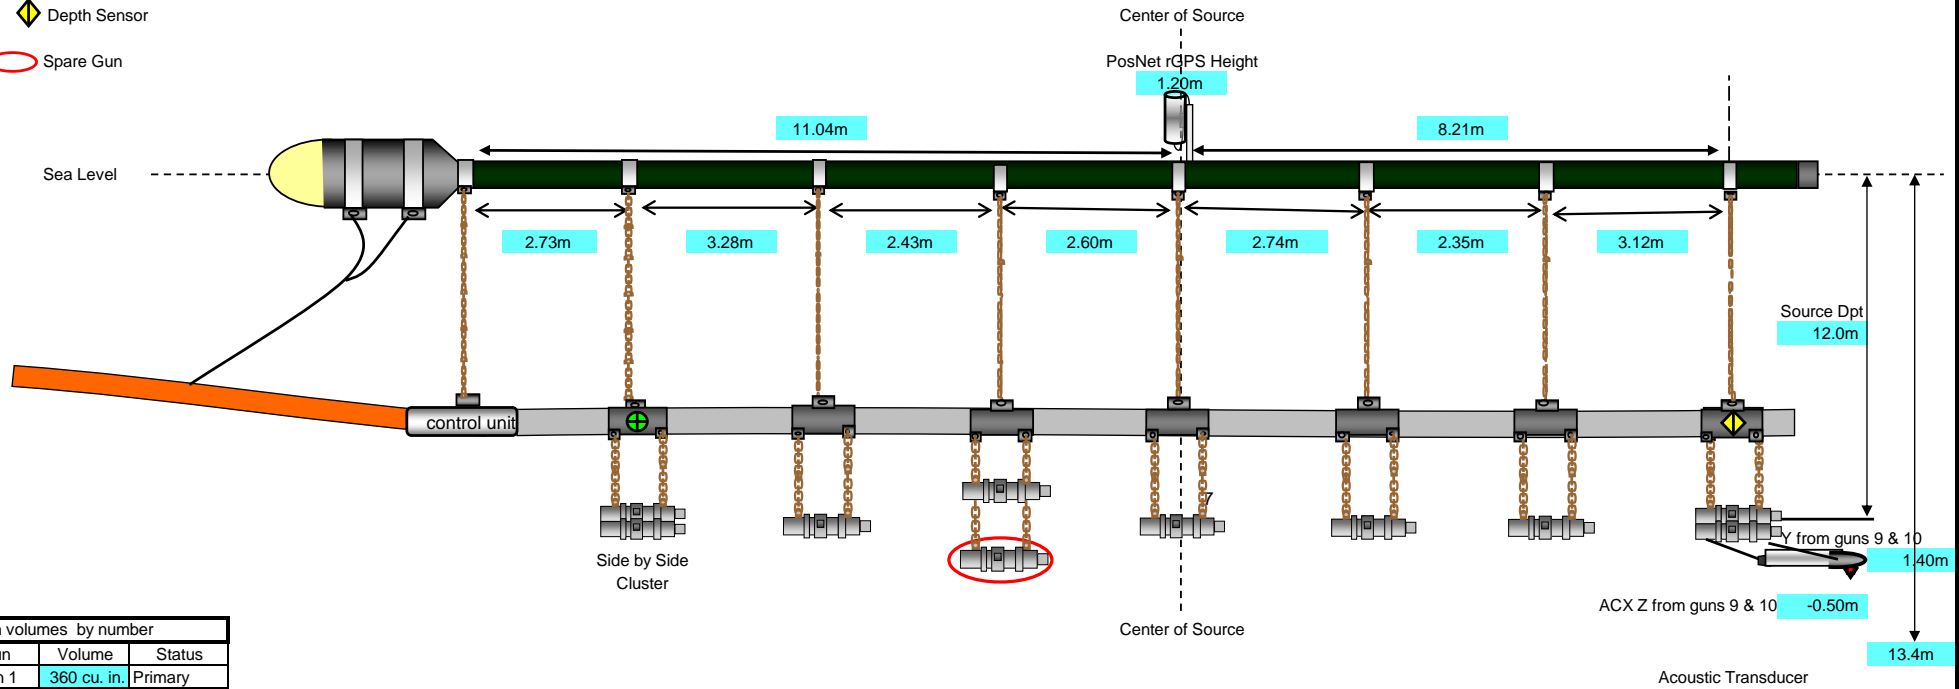 Depth Sensor
Center of Source
Spare Gun
PosNet rGPS Height
1.20m
11.04m
8.21m
Sea Level
2.73m
3.28m
2.43m
2.60m
2.74m
2.35m
3.12m
Source Dpt
12.0m
control unit
7
Side by Side
Cluster
Y from guns 9 & 10
1.40m
ACX Z from guns 9 & 10
-0.50m
Center of Source
13.4m
Acoustic Transducer
volumes by number
Volume Status
1 360 cu. in. Primary